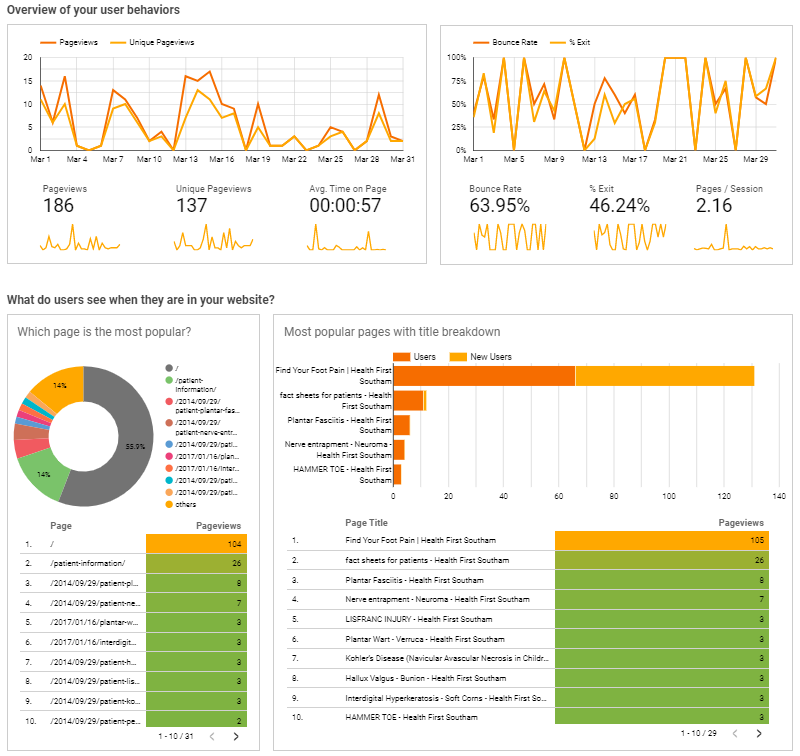 Overview of your user behaviors
Pageviews Unique Pageviews
20
15
10
5
0
Mar 1 Mar 4 Mar 7 Mar 10 Mar 13 Mar 16 Mar 19 Mar 22 Mar 25 Mar 28 Mar 31
Pageviews Unique Pageviews Avg. Time on Page
186 137 00:00:57
Bounce Rate % Exit
100%
75%
50%
25%
0%
Mar 1 Mar 5 Mar 9 Mar 13 Mar 17 Mar 21 Mar 25 Mar 29
Bounce Rate % Exit Pages / Session
63.95% 46.24% 2.16
What do users see when they are in your website?
Which page is the most popular?
14%
14%
55.9%
/
/patient-
information/
/2014/09/29/
patient-plantar-fas...
/2014/09/29/
patient-nerve-entr...
/2014/09/29/pati...
/2017/01/16/plan...
/2017/01/16/inter...
/2014/09/29/pati...
/2014/09/29/pati...
others
Page Pageviews
1. / 104
2. /patient-information/ 26
3. /2014/09/29/patient-pl... 8
4. /2014/09/29/patient-ne... 7
5. /2017/01/16/plantar-w... 3
6. /2017/01/16/interdigit... 3
7. /2014/09/29/patient-h... 3
8. /2014/09/29/patient-lis... 3
9. /2014/09/29/patient-ko... 3
10. /2014/09/29/patient-pe... 2
1 - 10 / 31 < >
Most popular pages with title breakdown
Users New Users
Find Your Foot Pain | Health First
Southam
fact sheets for patients - Health
First Southam
Plantar Fasciitis - Health First
Southam
Nerve entrapment - Neuroma -
Health First Southam
HAMMER TOE - Health First
Southam
0 20 40 60 80 100 120 140
Page Title Pageviews
1. Find Your Foot Pain | Health First Southam 105
2. fact sheets for patients - Health First Southam 26
3. Plantar Fasciitis - Health First Southam 8
4. Nerve entrapment - Neuroma - Health First Southam 7
5. LISFRANC INJURY - Health First Southam 3
6. Plantar Wart - Verruca - Health First Southam 3
7. Kohler's Disease (Navicular Avascular Necrosis in Childr... 3
8. Hallux Valgus - Bunion - Health First Southam 3
9. Interdigital Hyperkeratosis - Soft Corns - Health First So... 3
10. HAMMER TOE - Health First Southam 3
1 - 10 / 29 < >